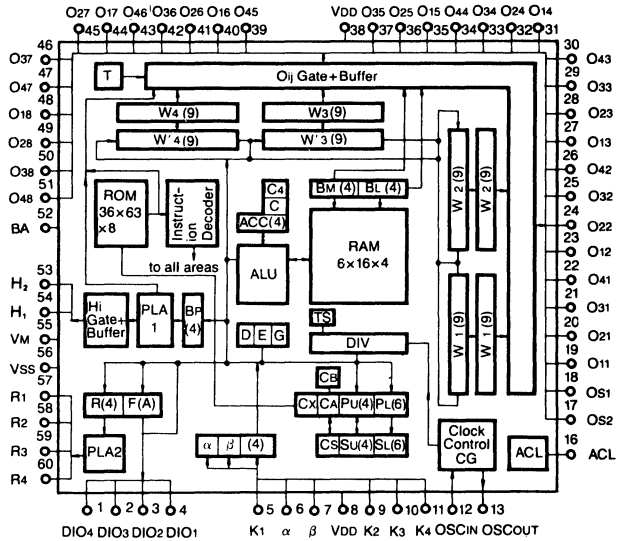 O27 O17 O46 O36 O26 O16 O45
45 44 43 42 41 40 39
VDD O35 O25 O15 O44 O34 O24 O14
38 37 36 35 34 33 32 31
46
O37
47
O47
48
O18
49
O28
50
O38
51
O48
52
BA
53
H2
54
H1
55
VM
56
VSS
57
R1
58
R2
59
R3
60
R4
30
O43
29
O33
28
O23
27
O13
26
O42
25
O32
24
O22
23
O12
22
O41
21
O31
20
O21
19
O11
18
OS1
17
OS2
16
ACL
T
Oij Gate+Buffer
W4 (9)
W3 (9)
W'4 (9)
W'3 (9)
W 2 (9)
W' 2 (9)
ROM
36×63
×8
Instruct-
ion
Decoder
to all areas
C4
C
ACC(4)
ALU
BM (4) BL (4)
RAM
6×16×4
Hi
Gate+
Buffer
PLA
1
BP
(4)
D E G
TS
DIV
W 1 (9)
W' 1 (9)
CB
R(4) F(A)
CX CA PU(4) PL(6)
PLA2
α β (4)
CS SU(4) SL(6)
Clock
Control
CG
ACL
1 2 3 4
DIO4 DIO3 DIO2 DIO1
5 6 7 8 9 10 11 12 13
K1 α β VDD K2 K3 K4 OSCIN OSCOUT